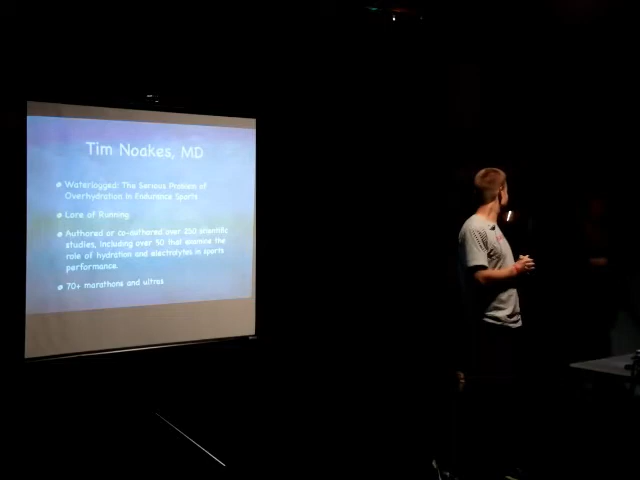 Tim Noakes, MD
Waterlogged: The Serious Problem of
Overhydration in Endurance Sports
Lore of Running
Authored or co-authored over 250 scientific
studies, including over 50 that examine the
role of hydration and electrolytes in sports
performance.
70+ marathons and ultras